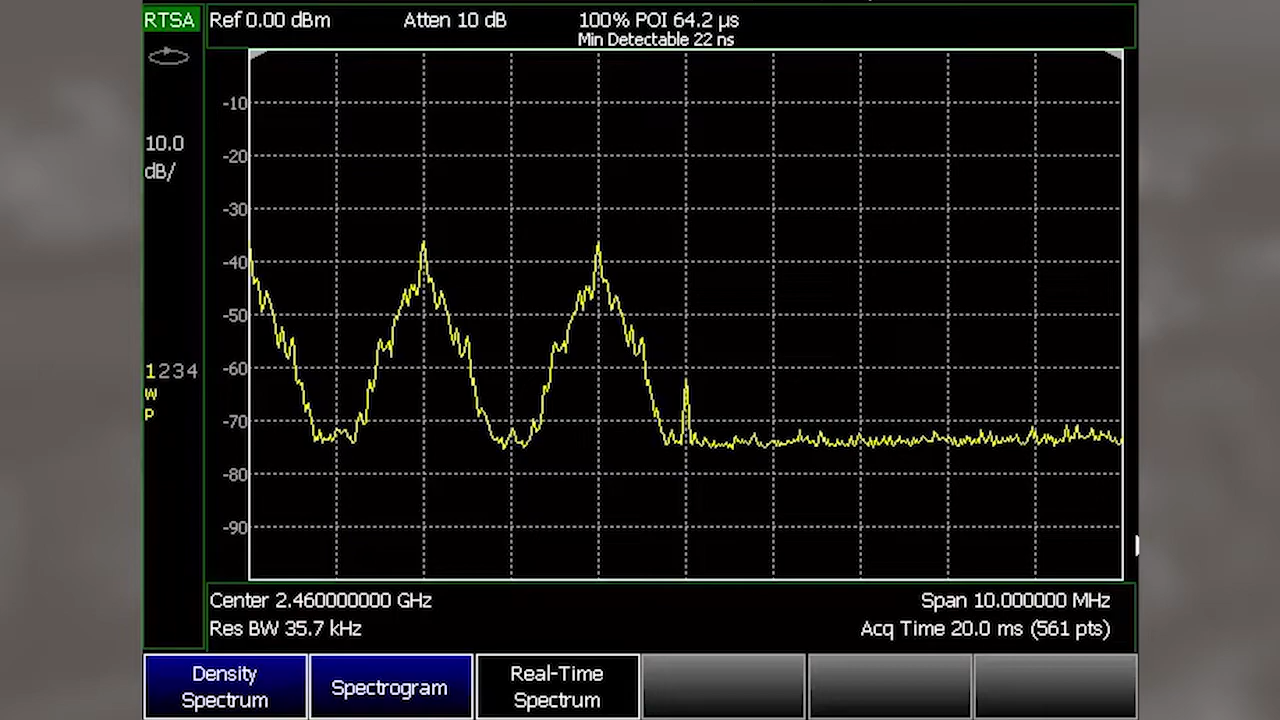 RTSA Ref 0.00 dBm Atten 10 dB 100% POI 64.2 µs
Min Detectable 22 ns
10.0
dB/
-10
-20
-30
-40
-50
-60
-70
-80
-90
1234
W
P
Center 2.460000000 GHz Span 10.000000 MHz
Res BW 35.7 kHz Acq Time 20.0 ms (561 pts)
Density
Spectrum
Spectrogram
Real-Time
Spectrum